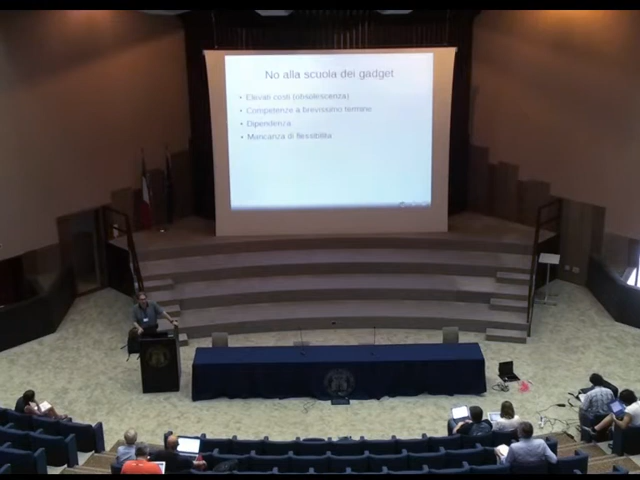 No alla scuola dei gadget
• Elevati costi (obsolescenza)
• Competenze a brevissimo termine
• Dipendenza
• Mancanza di flessibilità